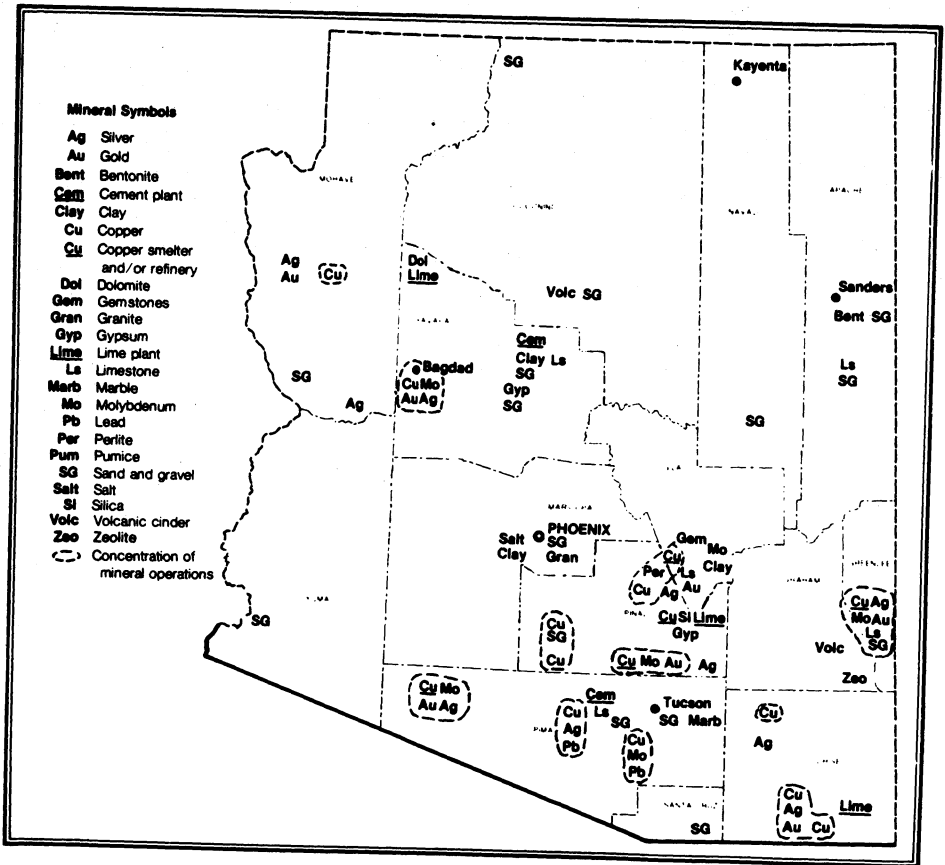 Mineral Symbols
Ag Silver
Au Gold
Bent Bentonite
Cem Cement plant
Clay Clay
Cu Copper
Cu Copper smelter
and/or refinery
Dol Dolomite
Gem Gemstones
Gran Granite
Gyp Gypsum
Lime Lime plant
Ls Limestone
Marb Marble
Mo Molybdenum
Pb Lead
Per Perlite
Pum Pumice
SG Sand and gravel
Salt Salt
Si Silica
Volc Volcanic cinder
Zeo Zeolite
Concentration of
mineral operations
SG
Kayenta
MOHAVE
APACHE
Ag
Au
Cu
Dol
Lime
Volc SG
Sanders
Bent SG
Cem
Clay Ls
SG
Gyp
SG
Bagdad
Cu Mo
Au Ag
Ls
SG
SG
Ag
SG
Salt
Clay
PHOENIX
SG
Gran
Gem
Mo
Clay
Cu
Per
Ls
Cu
Ag
Au
Cu Si Lime
Gyp
GREENLEE
Cu Ag
Mo Au
Ls
SG
Volc
Zeo
SG
Cu
SG
Cu
Cu Mo Au
Ag
Cu Mo
Au Ag
PIMA
Cu
Ag
Pb
Cem
Ls
SG
Tucson
SG Marb
Cu
Mo
Pb
Cu
Ag
SANTA CRUZ
SG
Cu
Ag
Au Cu
Lime